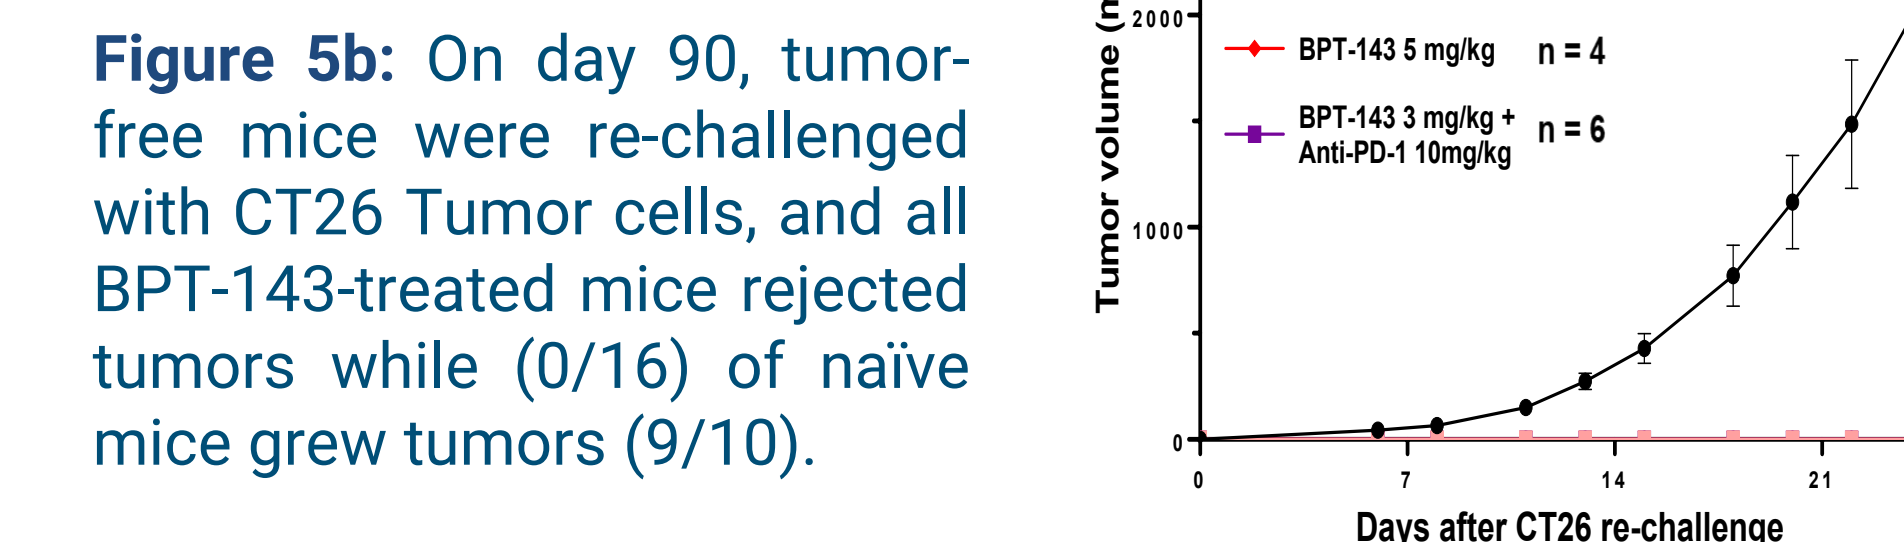 Figure 5b: On day 90, tumor-
free mice were re-challenged
with CT26 Tumor cells, and all
BPT-143-treated mice rejected
tumors while (0/16) of naïve
mice grew tumors (9/10).
Tumor volume (
2000
1000
0
BPT-143 5 mg/kg n = 4
BPT-143 3 mg/kg + n = 6
Anti-PD-1 10mg/kg
0 7 14 21
Days after CT26 re-challenge